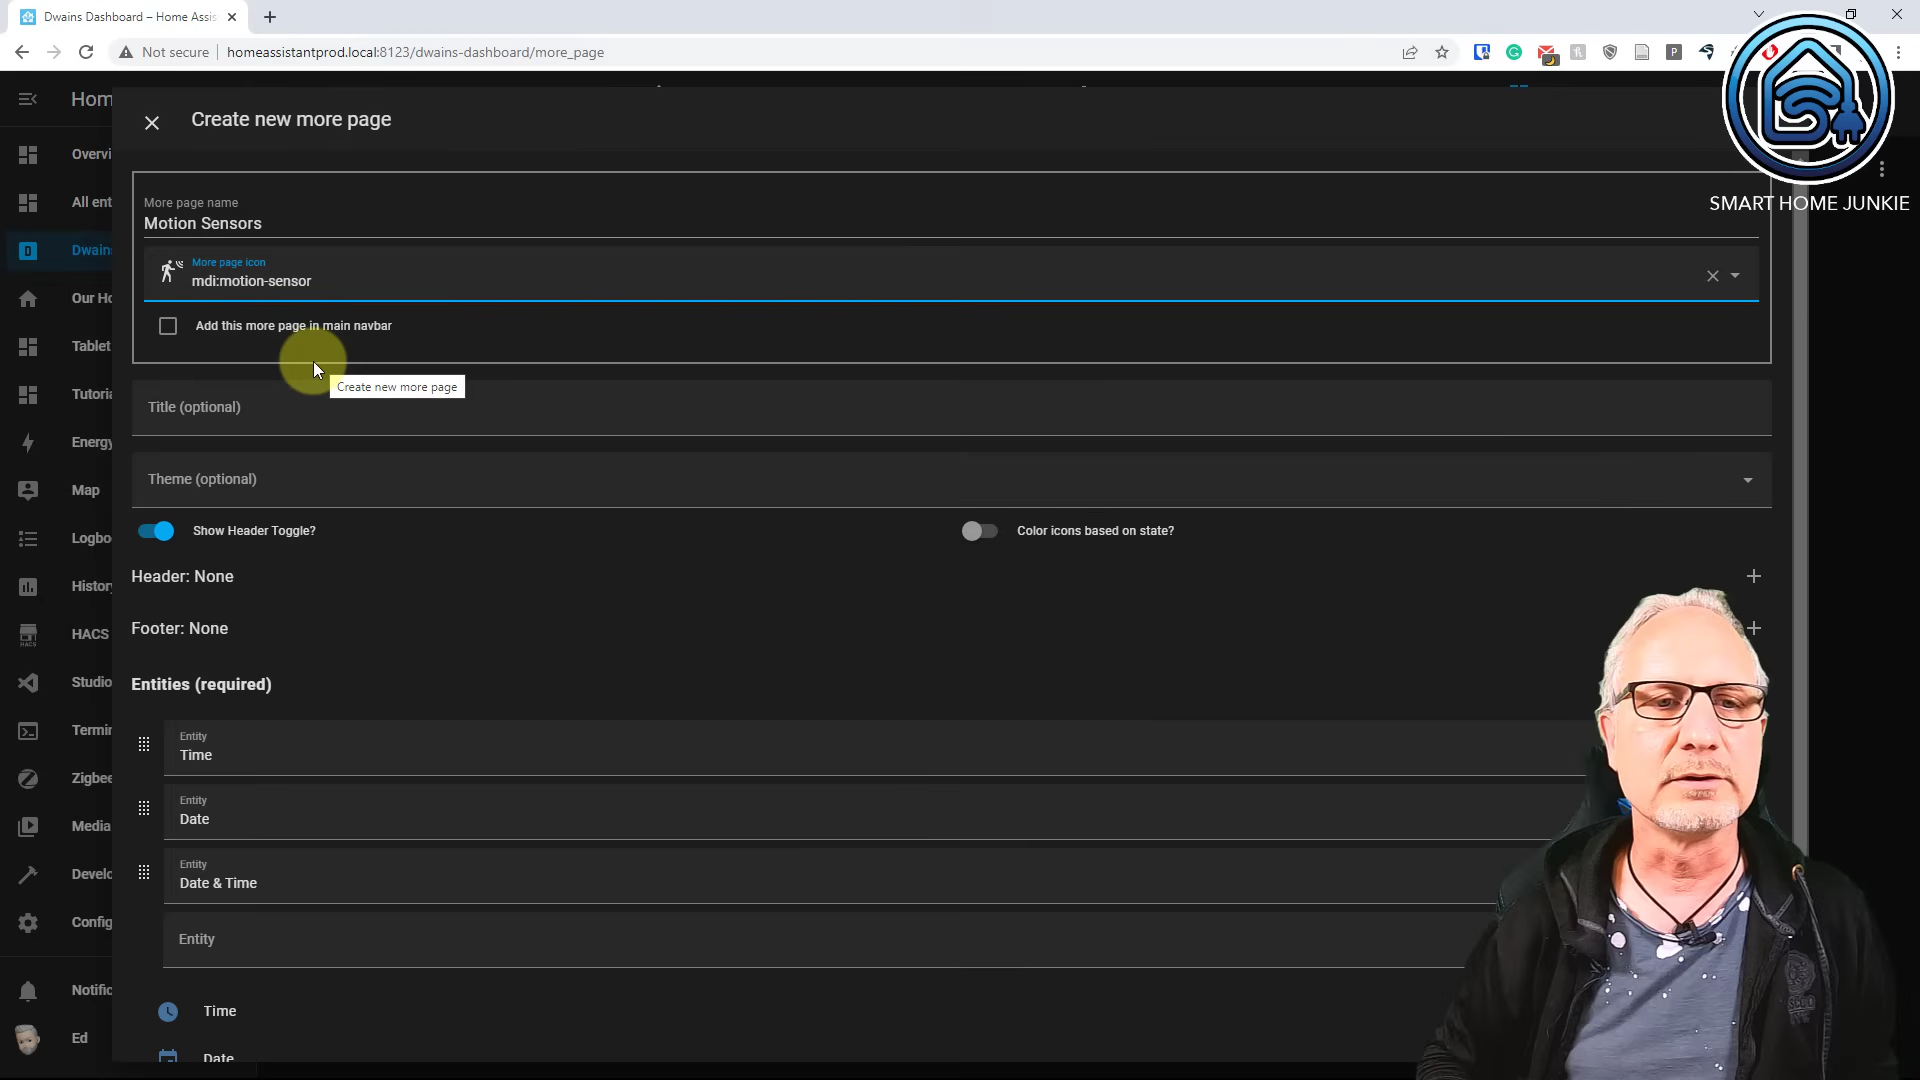 Dwains Dashboard – Home Assis
Not secure
homeassistantprod.local:8123/dwains-dashboard/more_page
Hom
Create new more page
SMART HOME JUNKIE
Overvi
All ent
Dwains
Our Ho
Tablet
Tutoria
Energy
Map
Logbo
History
HACS
Studio
Termin
Zigbee
Media
Develo
Config
Notific
Ed
More page name
Motion Sensors
More page icon
mdi:motion-sensor
Add this more page in main navbar
Create new more page
Title (optional)
Theme (optional)
Show Header Toggle?
Color icons based on state?
Header: None
Footer: None
Entities (required)
Entity
Time
Entity
Date
Entity
Date & Time
Entity
Time
Date